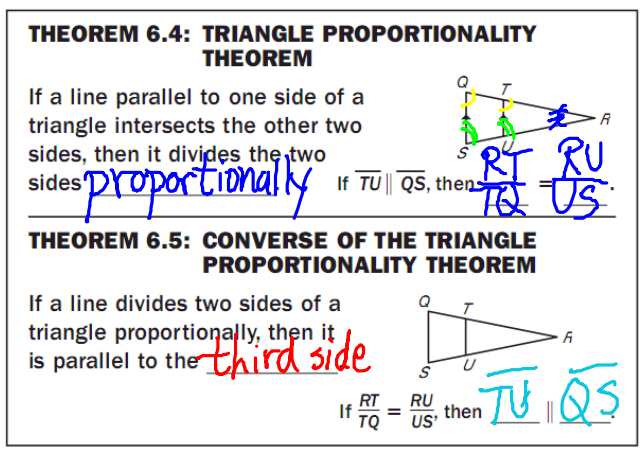 THEOREM 6.4: TRIANGLE PROPORTIONALITY
THEOREM
If a line parallel to one side of a
triangle intersects the other two
sides, then it divides the two
sides proportionally
Q T
R
S U
If TU || QS, then RT/TQ = RU/US.
THEOREM 6.5: CONVERSE OF THE TRIANGLE
PROPORTIONALITY THEOREM
If a line divides two sides of a
triangle proportionally, then it
is parallel to the third side
Q T
R
S U
If RT/TQ = RU/US, then TU || QS.